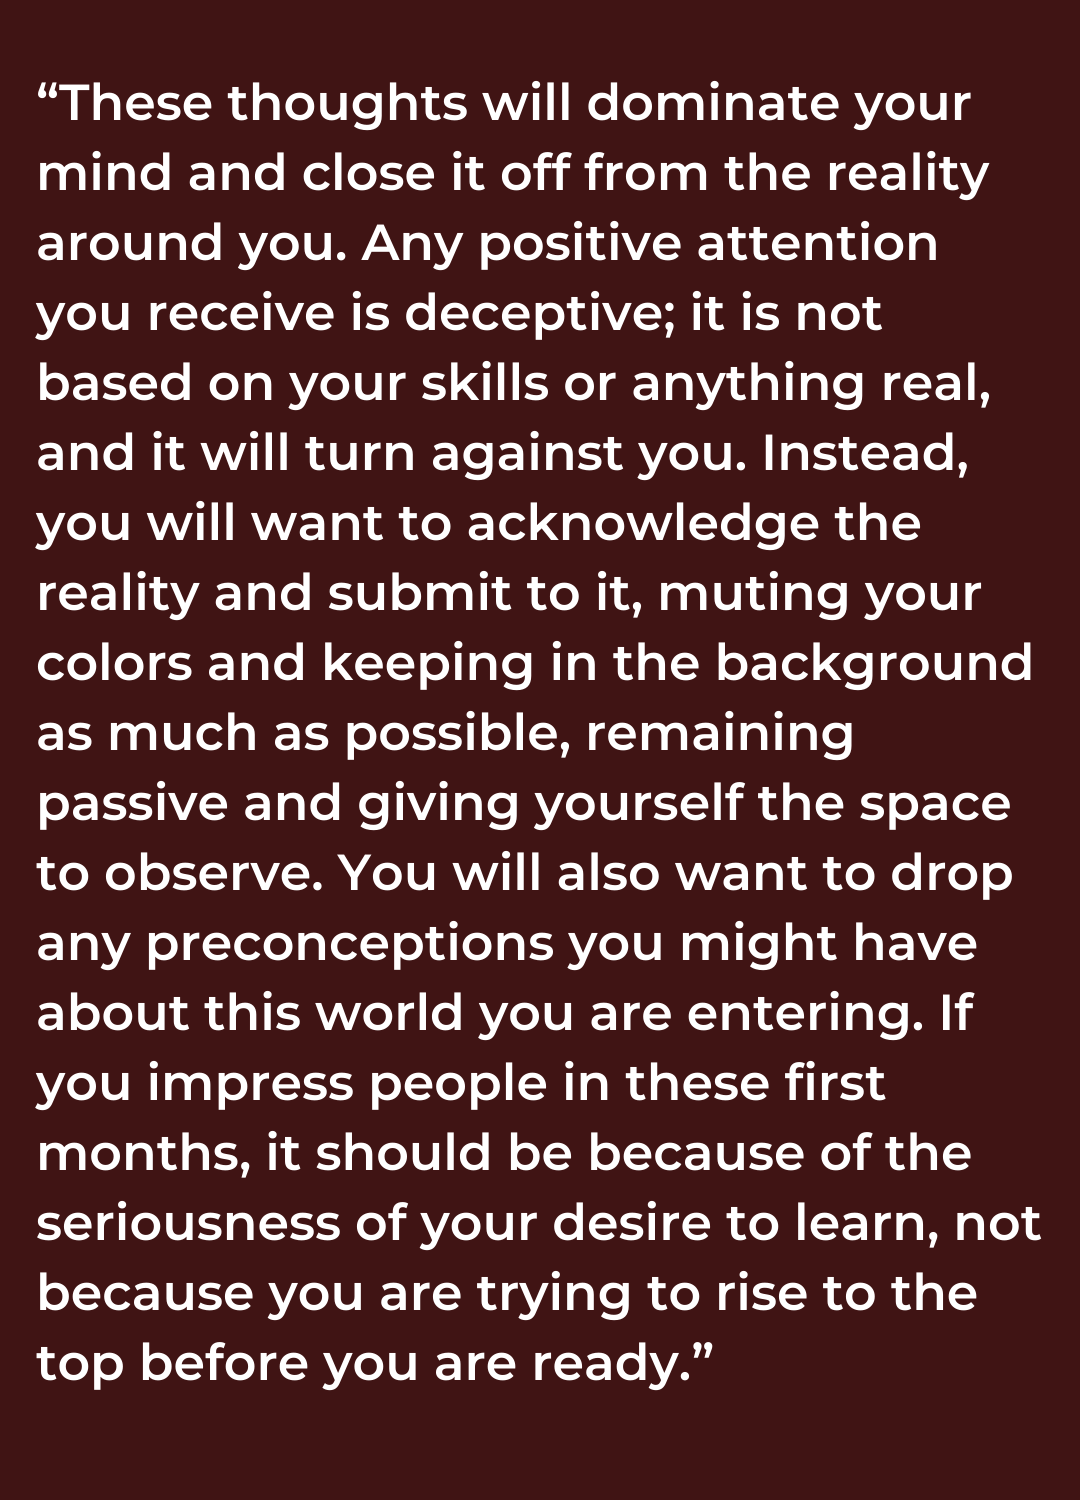 “These thoughts will dominate your
mind and close it off from the reality
around you. Any positive attention
you receive is deceptive; it is not
based on your skills or anything real,
and it will turn against you. Instead,
you will want to acknowledge the
reality and submit to it, muting your
colors and keeping in the background
as much as possible, remaining
passive and giving yourself the space
to observe. You will also want to drop
any preconceptions you might have
about this world you are entering. If
you impress people in these first
months, it should be because of the
seriousness of your desire to learn, not
because you are trying to rise to the
top before you are ready.”